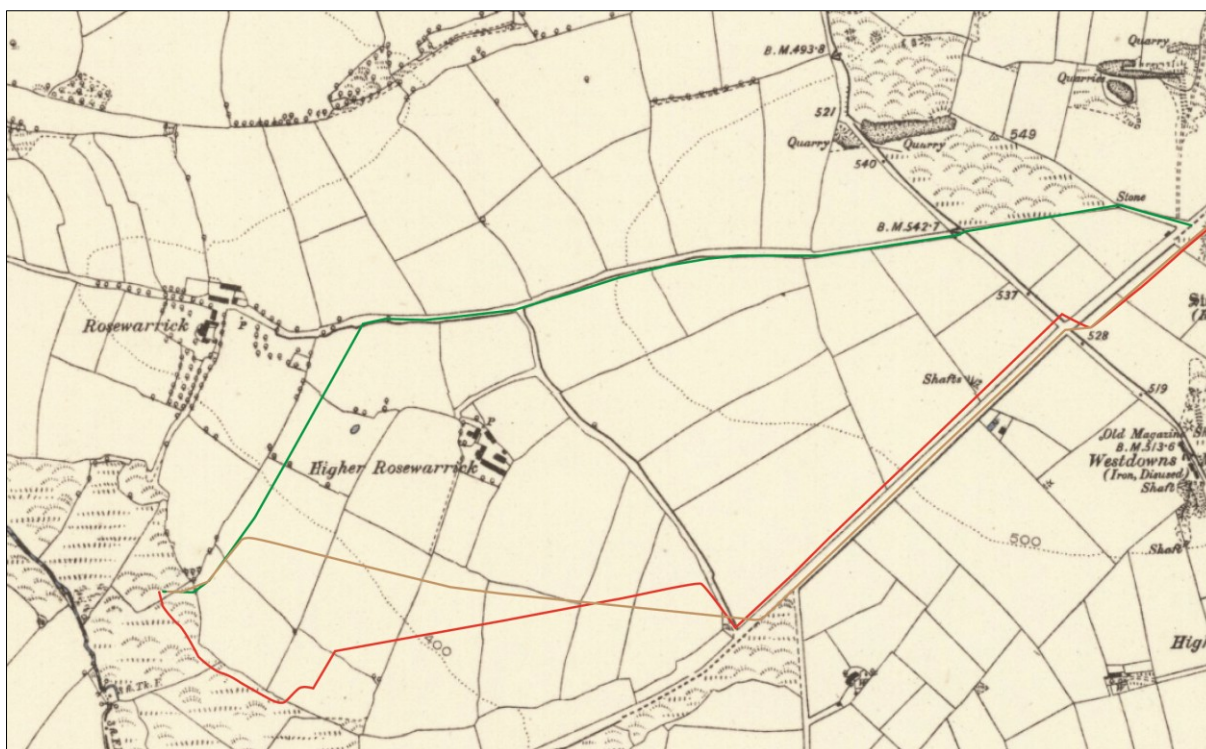 B.M.493·8
521
Quarry
Quarry
540
549
Quarry
Quarries
Stone
B.M.542·7
537
528
519
Rosewarrick
P
Shafts
P
Higher Rosewarrick
Old Magazine
B.M.513·6
Westdowns
(Iron, Disused)
Shaft
Shaft
500
400
High